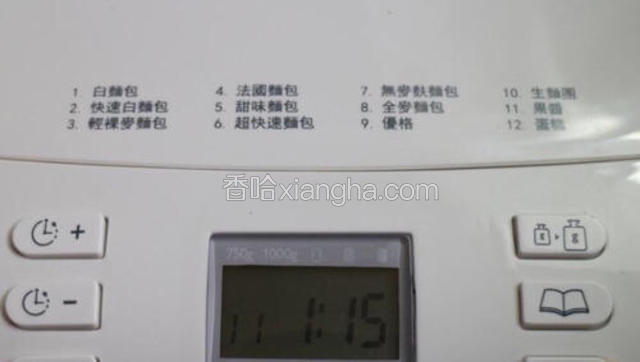 1 白麵包
2. 快速白麵包
3. 輕裸麥麵包
4. 法國麵包
5. 甜味麵包
6. 超快速麵包
7. 無麥麩麵包
8. 全麥麵包
9. 優格
10. 生麵團
11. 果醬
12. 蛋糕
香哈xiangha.com
+
g g
750g 1000g
-
11 1:15